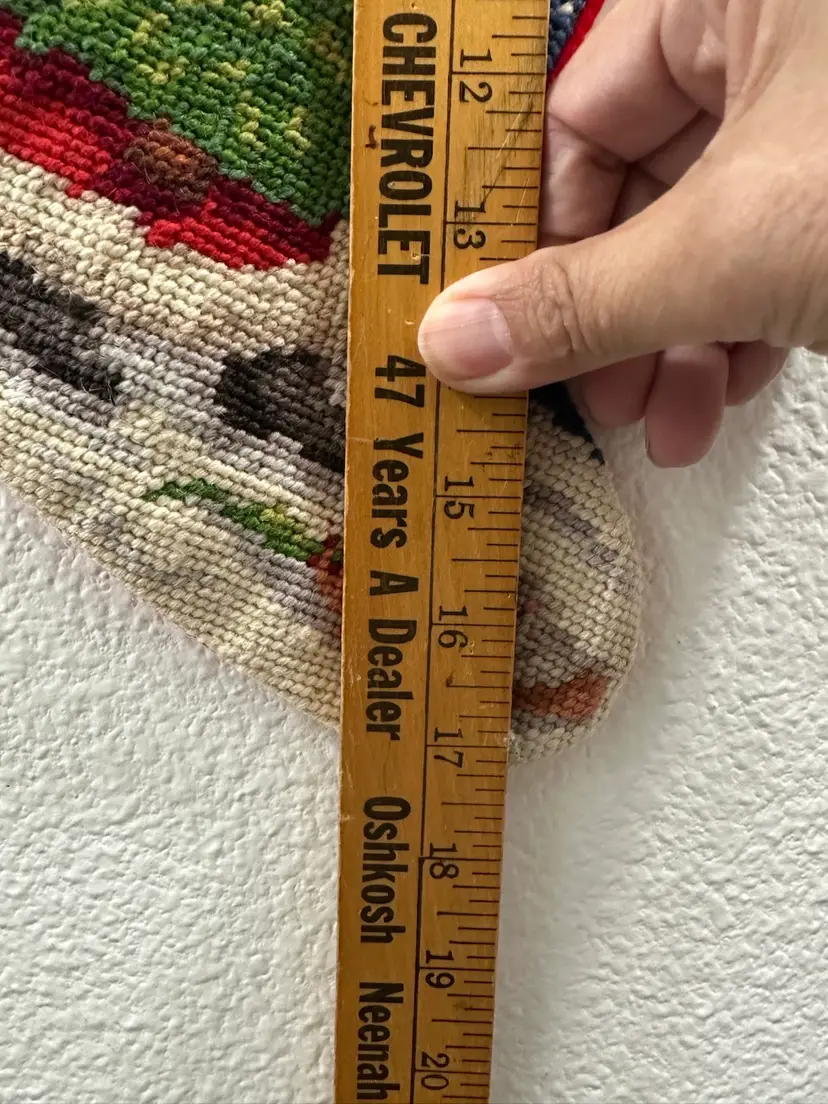 CHEVROLET 47 Years A Dealer Oshkosh Neenah
12 13 15 16 17 18 19 20